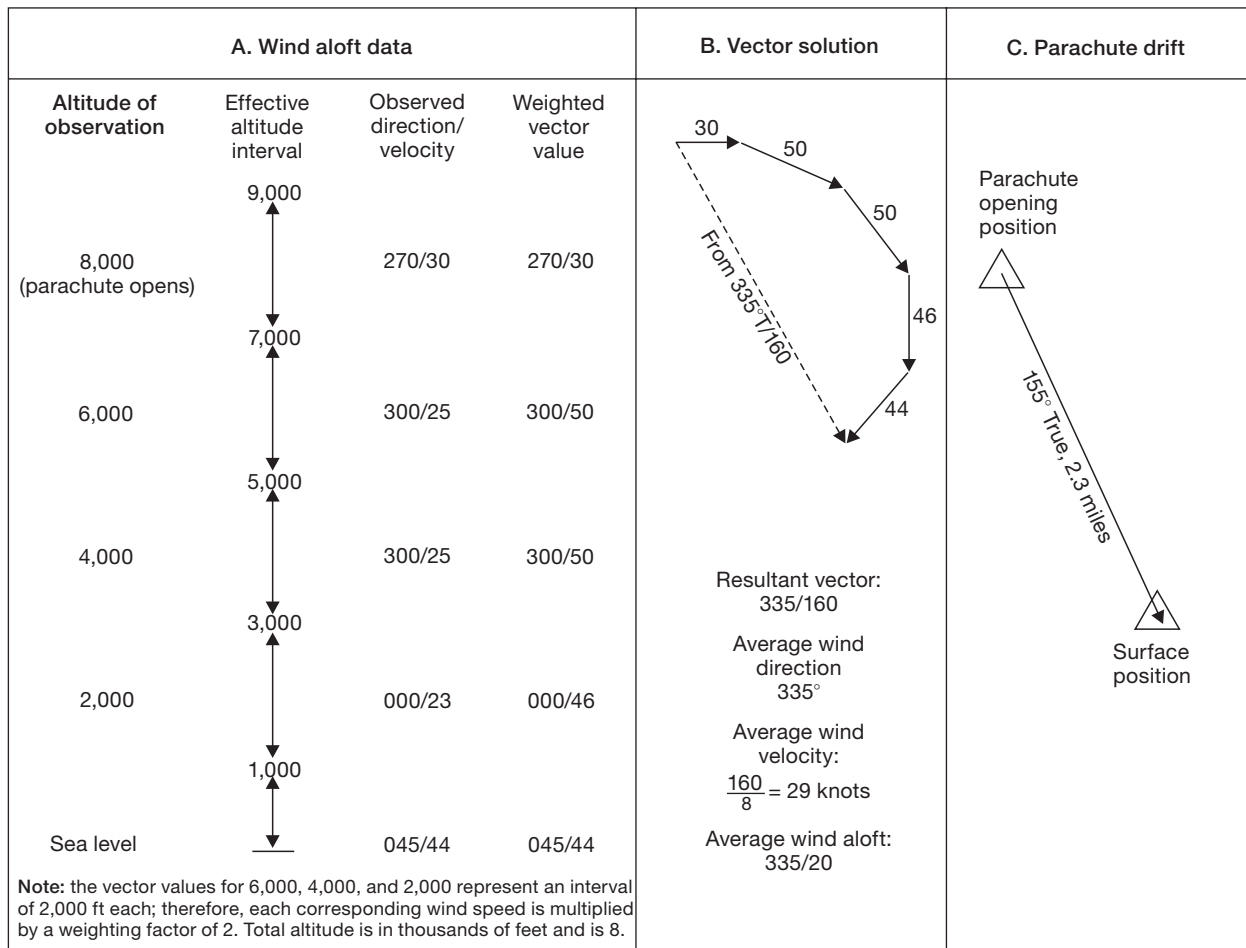 A. Wind aloft data
Altitude of
observation
Effective
altitude
interval
Observed
direction/
velocity
Weighted
vector
value
9,000
8,000
(parachute opens)
270/30
270/30
7,000
6,000
300/25
300/50
5,000
4,000
300/25
300/50
3,000
2,000
000/23
000/46
1,000
Sea level
045/44
045/44
Note: the vector values for 6,000, 4,000, and 2,000 represent an interval
of 2,000 ft each; therefore, each corresponding wind speed is multiplied
by a weighting factor of 2. Total altitude is in thousands of feet and is 8.
B. Vector solution
30
50
50
46
44
From 335°T/160
Resultant vector:
335/160
Average wind
direction
335°
Average wind
velocity:
160
8
= 29 knots
Average wind aloft:
335/20
C. Parachute drift
Parachute
opening
position
155° True, 2.3 miles
Surface
position